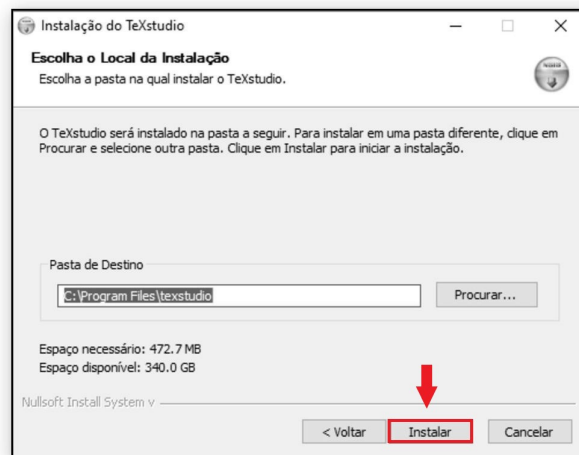 Instalação do TeXstudio
Escolha o Local da Instalação
Escolha a pasta na qual instalar o TeXstudio.
O TeXstudio será instalado na pasta a seguir. Para instalar em uma pasta diferente, clique em
Procurar e selecione outra pasta. Clique em Instalar para iniciar a instalação.
Pasta de Destino
C:\Program Files\texstudio
Procurar...
Espaço necessário: 472.7 MB
Espaço disponível: 340.0 GB
Nullsoft Install System v
< Voltar Instalar Cancelar